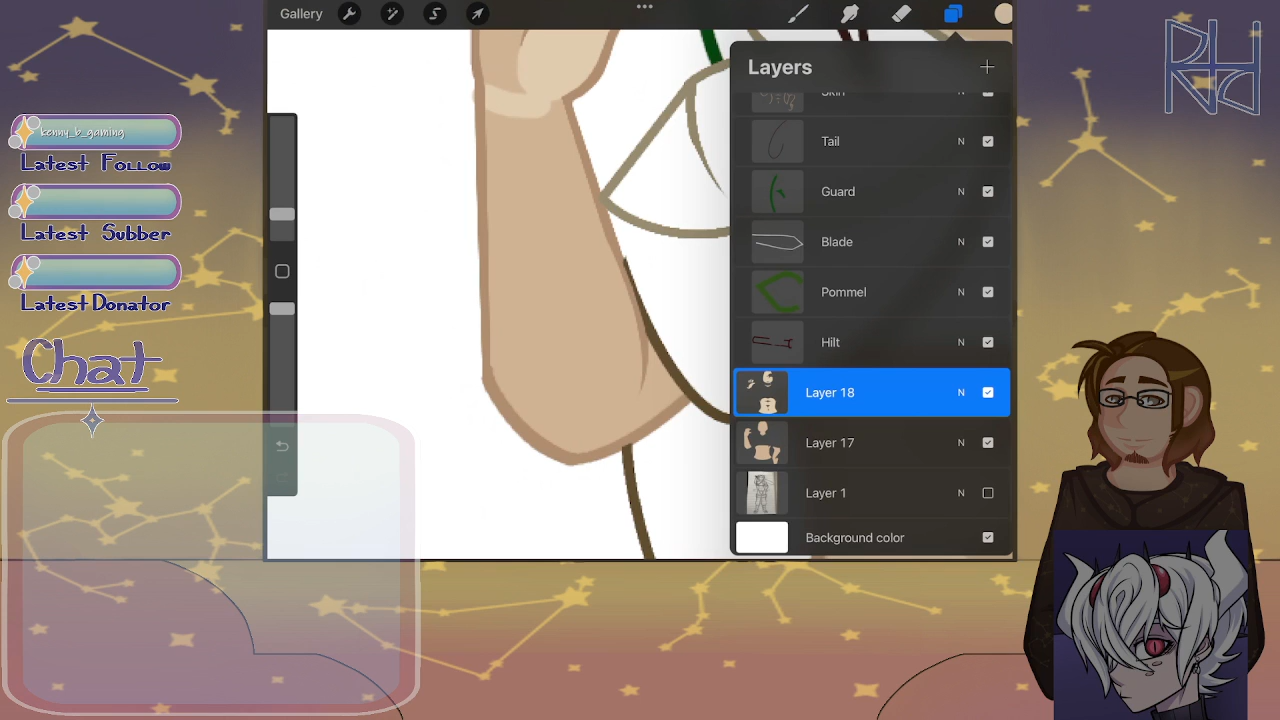 Gallery
Layers
Skin N
Tail N
Guard N
Blade N
Pommel N
Hilt N
Layer 18 N
Layer 17 N
Layer 1 N
Background color
kenny_b_gaming
Latest Follow
Latest Subber
Latest Donator
Chat